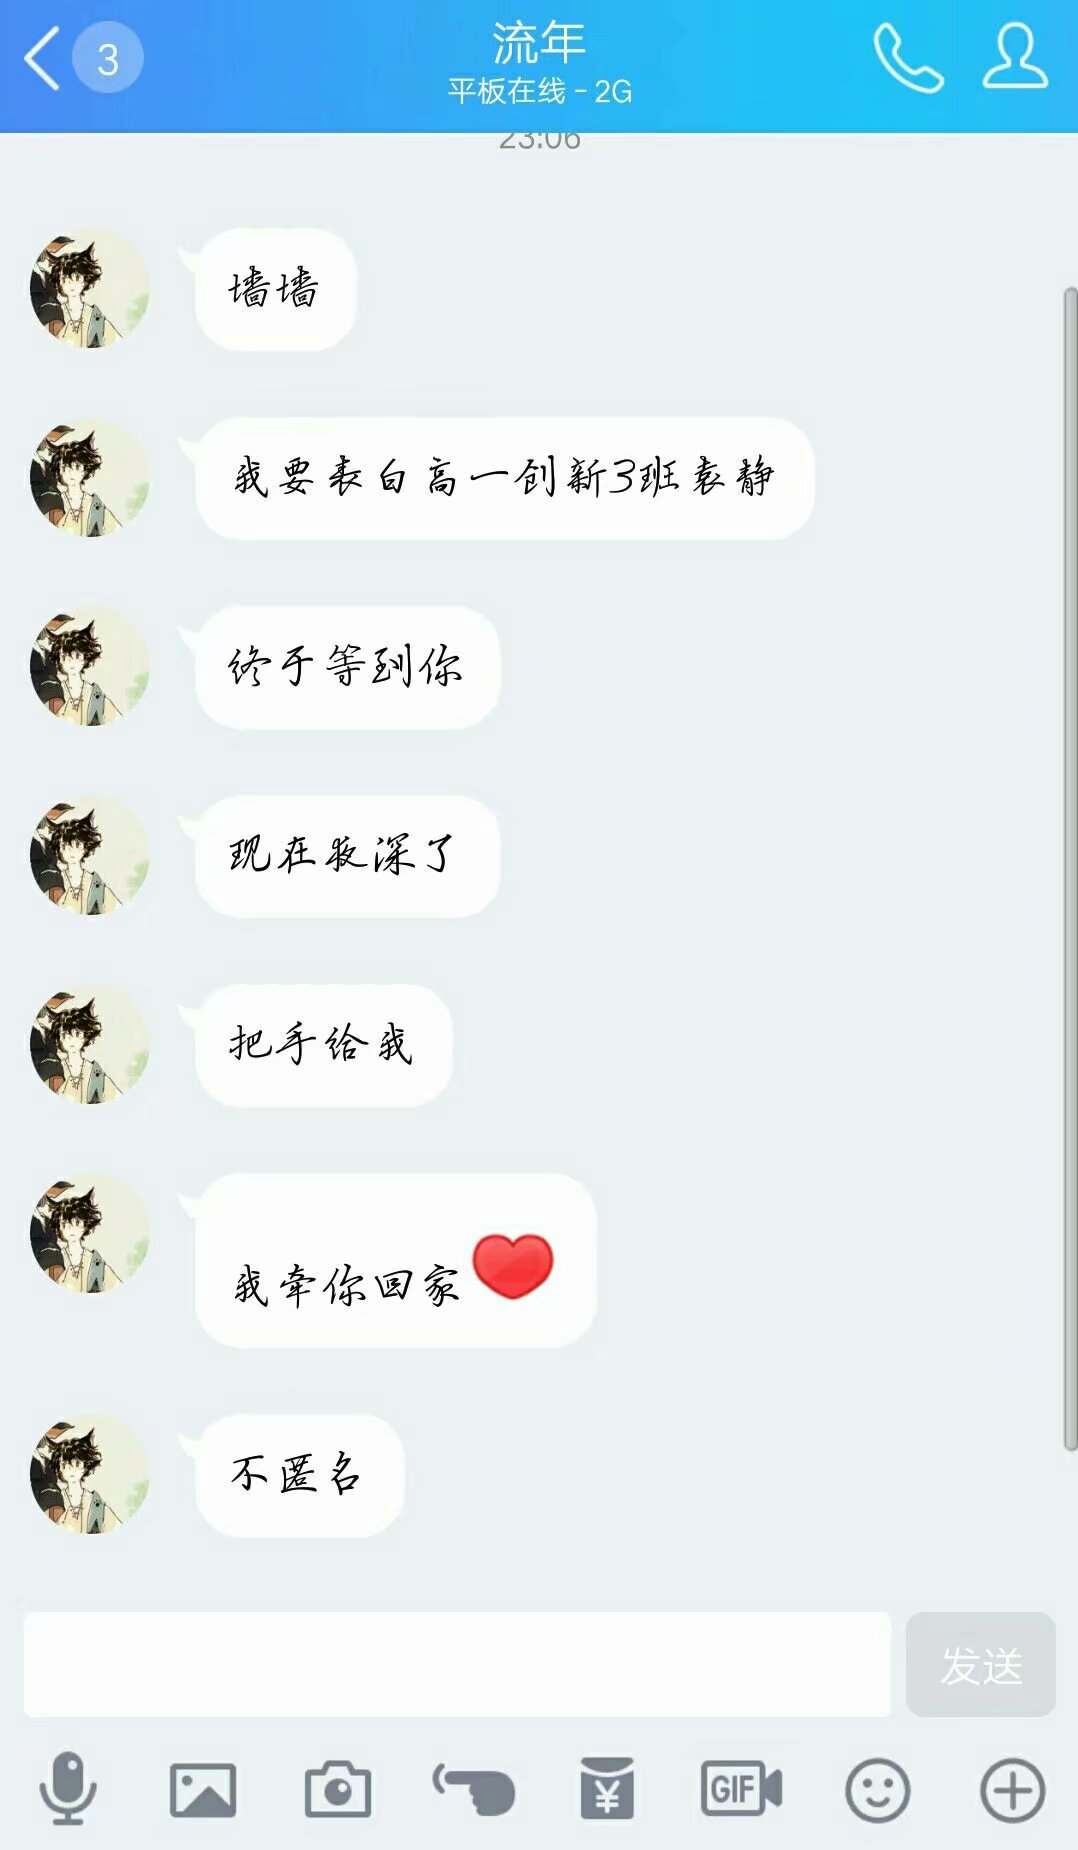 3
流年
平板在线 - 2G
23:06
墙墙
我要表白高一创新3班袁静
终于等到你
现在夜深了
把手给我
我牵你回家
不匿名
发送
¥
GIF